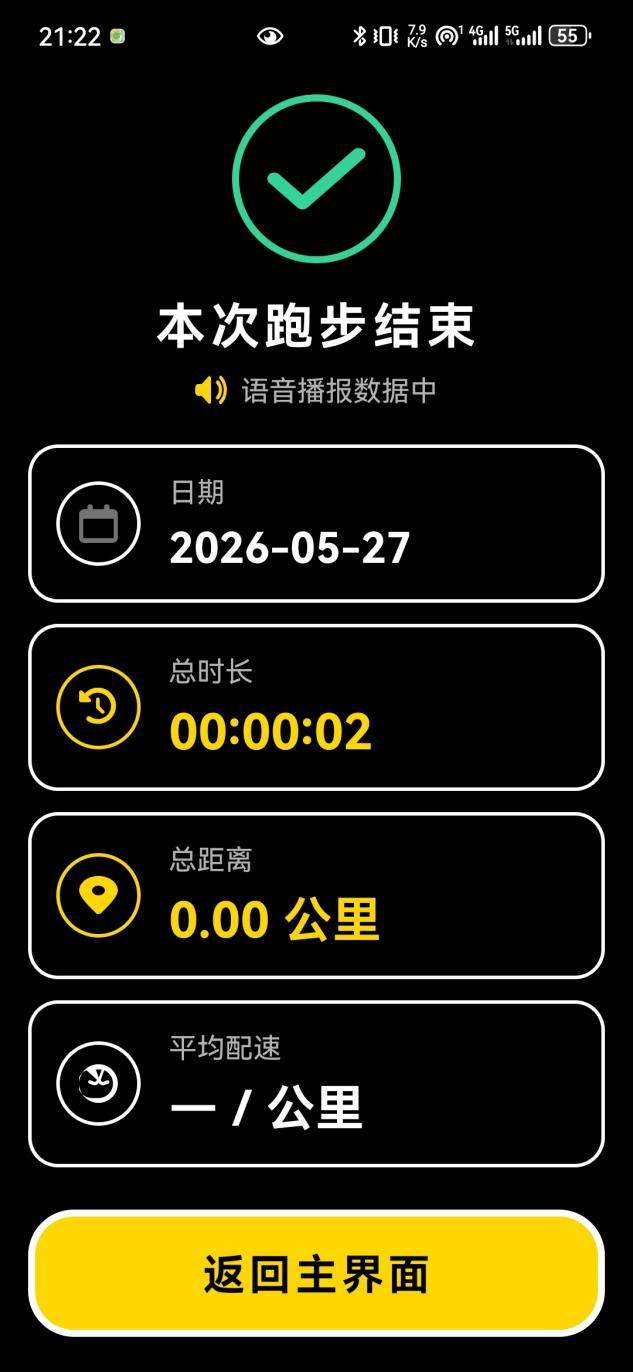 21:22
7.9
K/s
1
4G
5G
55
本次跑步结束
语音播报数据中
日期
2026-05-27
总时长
00:00:02
总距离
0.00 公里
平均配速
— / 公里
返回主界面